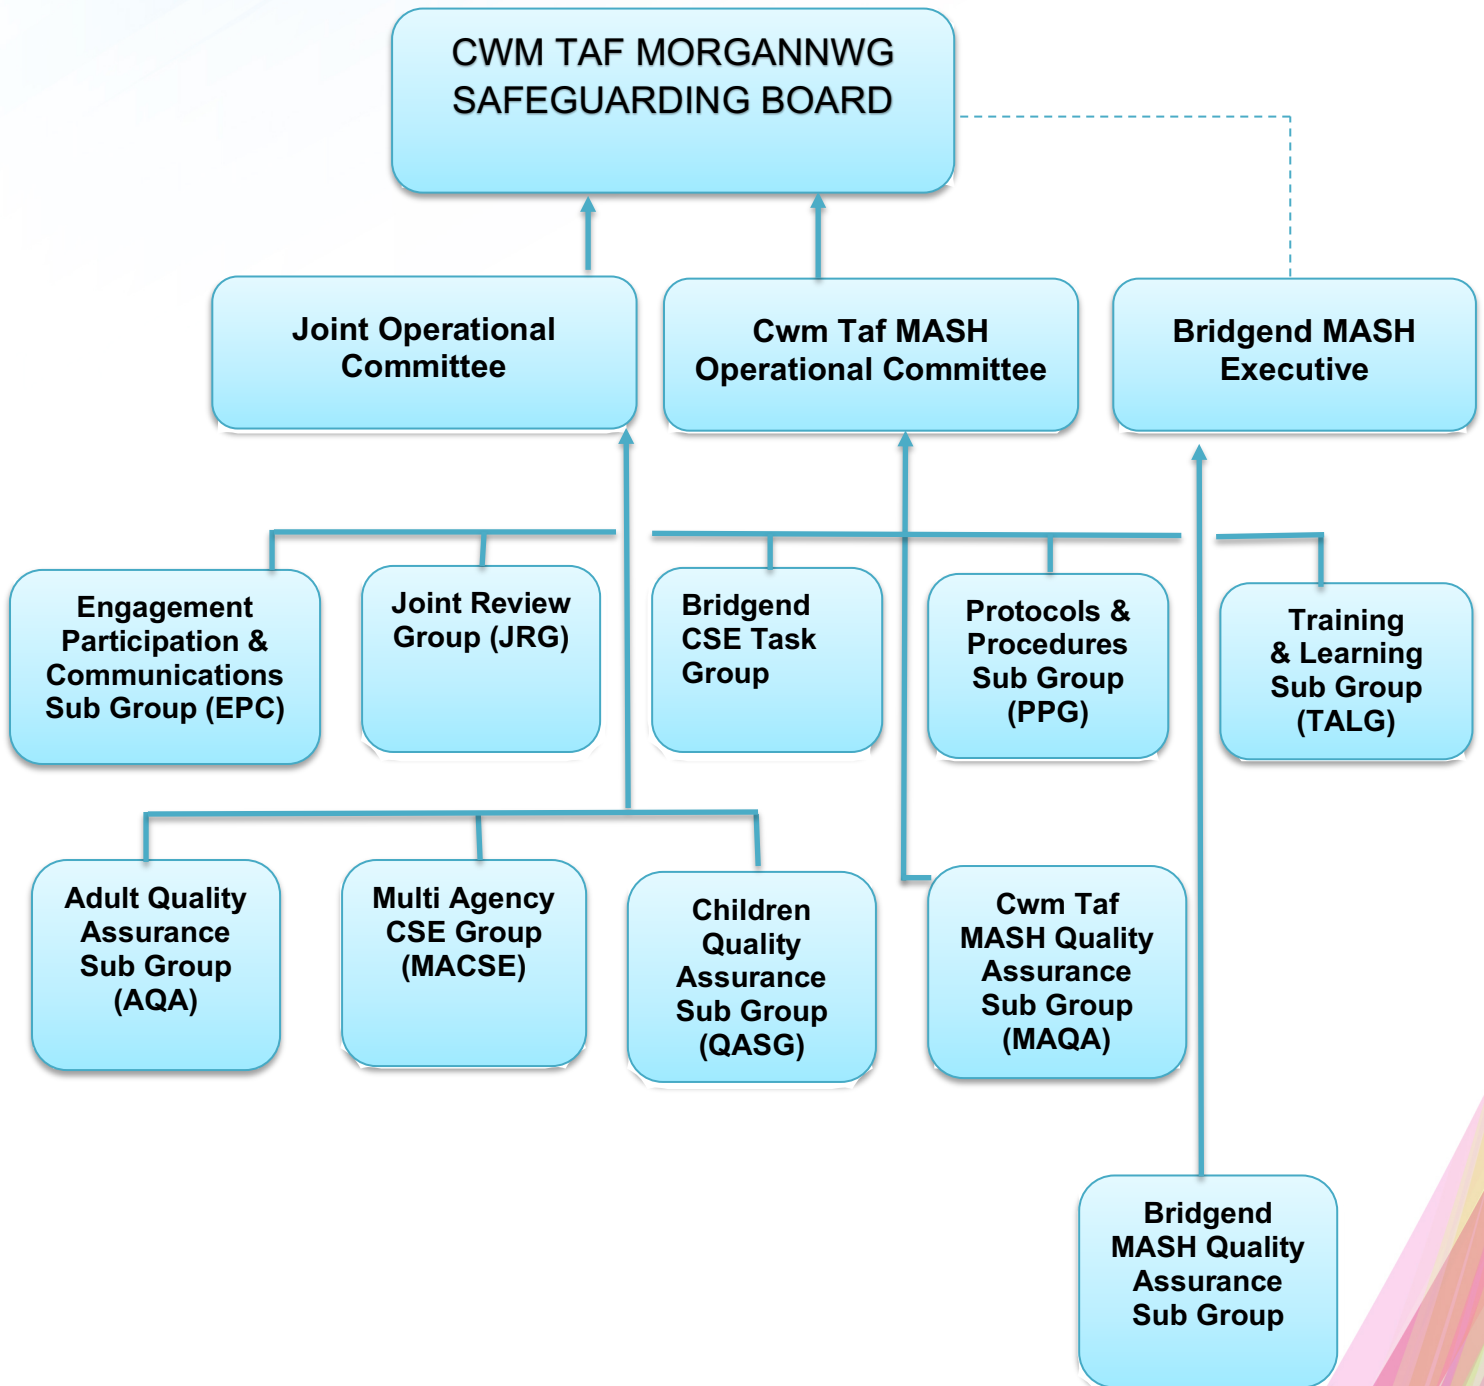 CWM TAF MORGANNWG
SAFEGUARDING BOARD
Joint Operational
Committee
Cwm Taf MASH
Operational Committee
Bridgend MASH
Executive
Engagement
Participation &
Communications
Sub Group (EPC)
Joint Review
Group (JRG)
Bridgend
CSE Task
Group
Protocols &
Procedures
Sub Group
(PPG)
Training
& Learning
Sub Group
(TALG)
Adult Quality
Assurance
Sub Group
(AQA)
Multi Agency
CSE Group
(MACSE)
Children
Quality
Assurance
Sub Group
(QASG)
Cwm Taf
MASH Quality
Assurance
Sub Group
(MAQA)
Bridgend
MASH Quality
Assurance
Sub Group